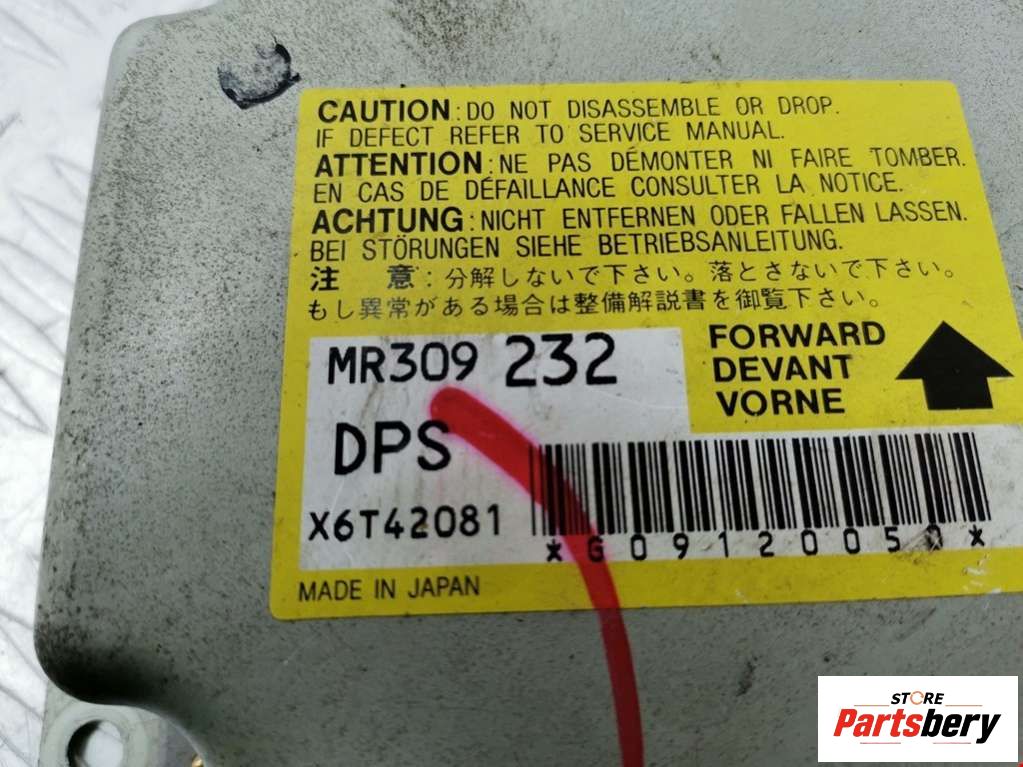 CAUTION : DO NOT DISASSEMBLE OR DROP.
IF DEFECT REFER TO SERVICE MANUAL.
ATTENTION : NE PAS DÉMONTER NI FAIRE TOMBER.
EN CAS DE DÉFAILLANCE CONSULTER LA NOTICE.
ACHTUNG : NICHT ENTFERNEN ODER FALLEN LASSEN.
BEI STÖRUNGEN SIEHE BETRIEBSANLEITUNG.
注 意 : 分解しないで下さい。落とさないで下さい。
もし異常がある場合は整備解説書を御覧下さい。
MR309 232
FORWARD
DEVANT
VORNE
DPS
X6T42081
*G09120050*
MADE IN JAPAN
STORE
Partsbery